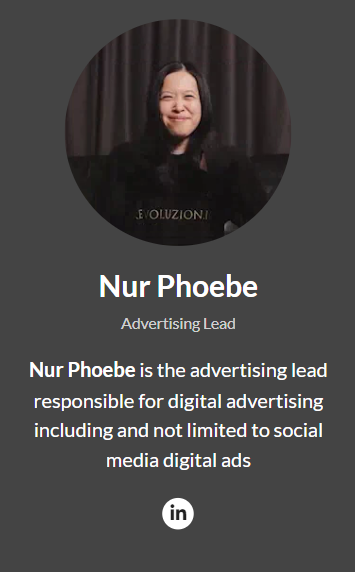 Nur Phoebe
Advertising Lead
Nur Phoebe is the advertising lead
responsible for digital advertising
including and not limited to social
media digital ads
in